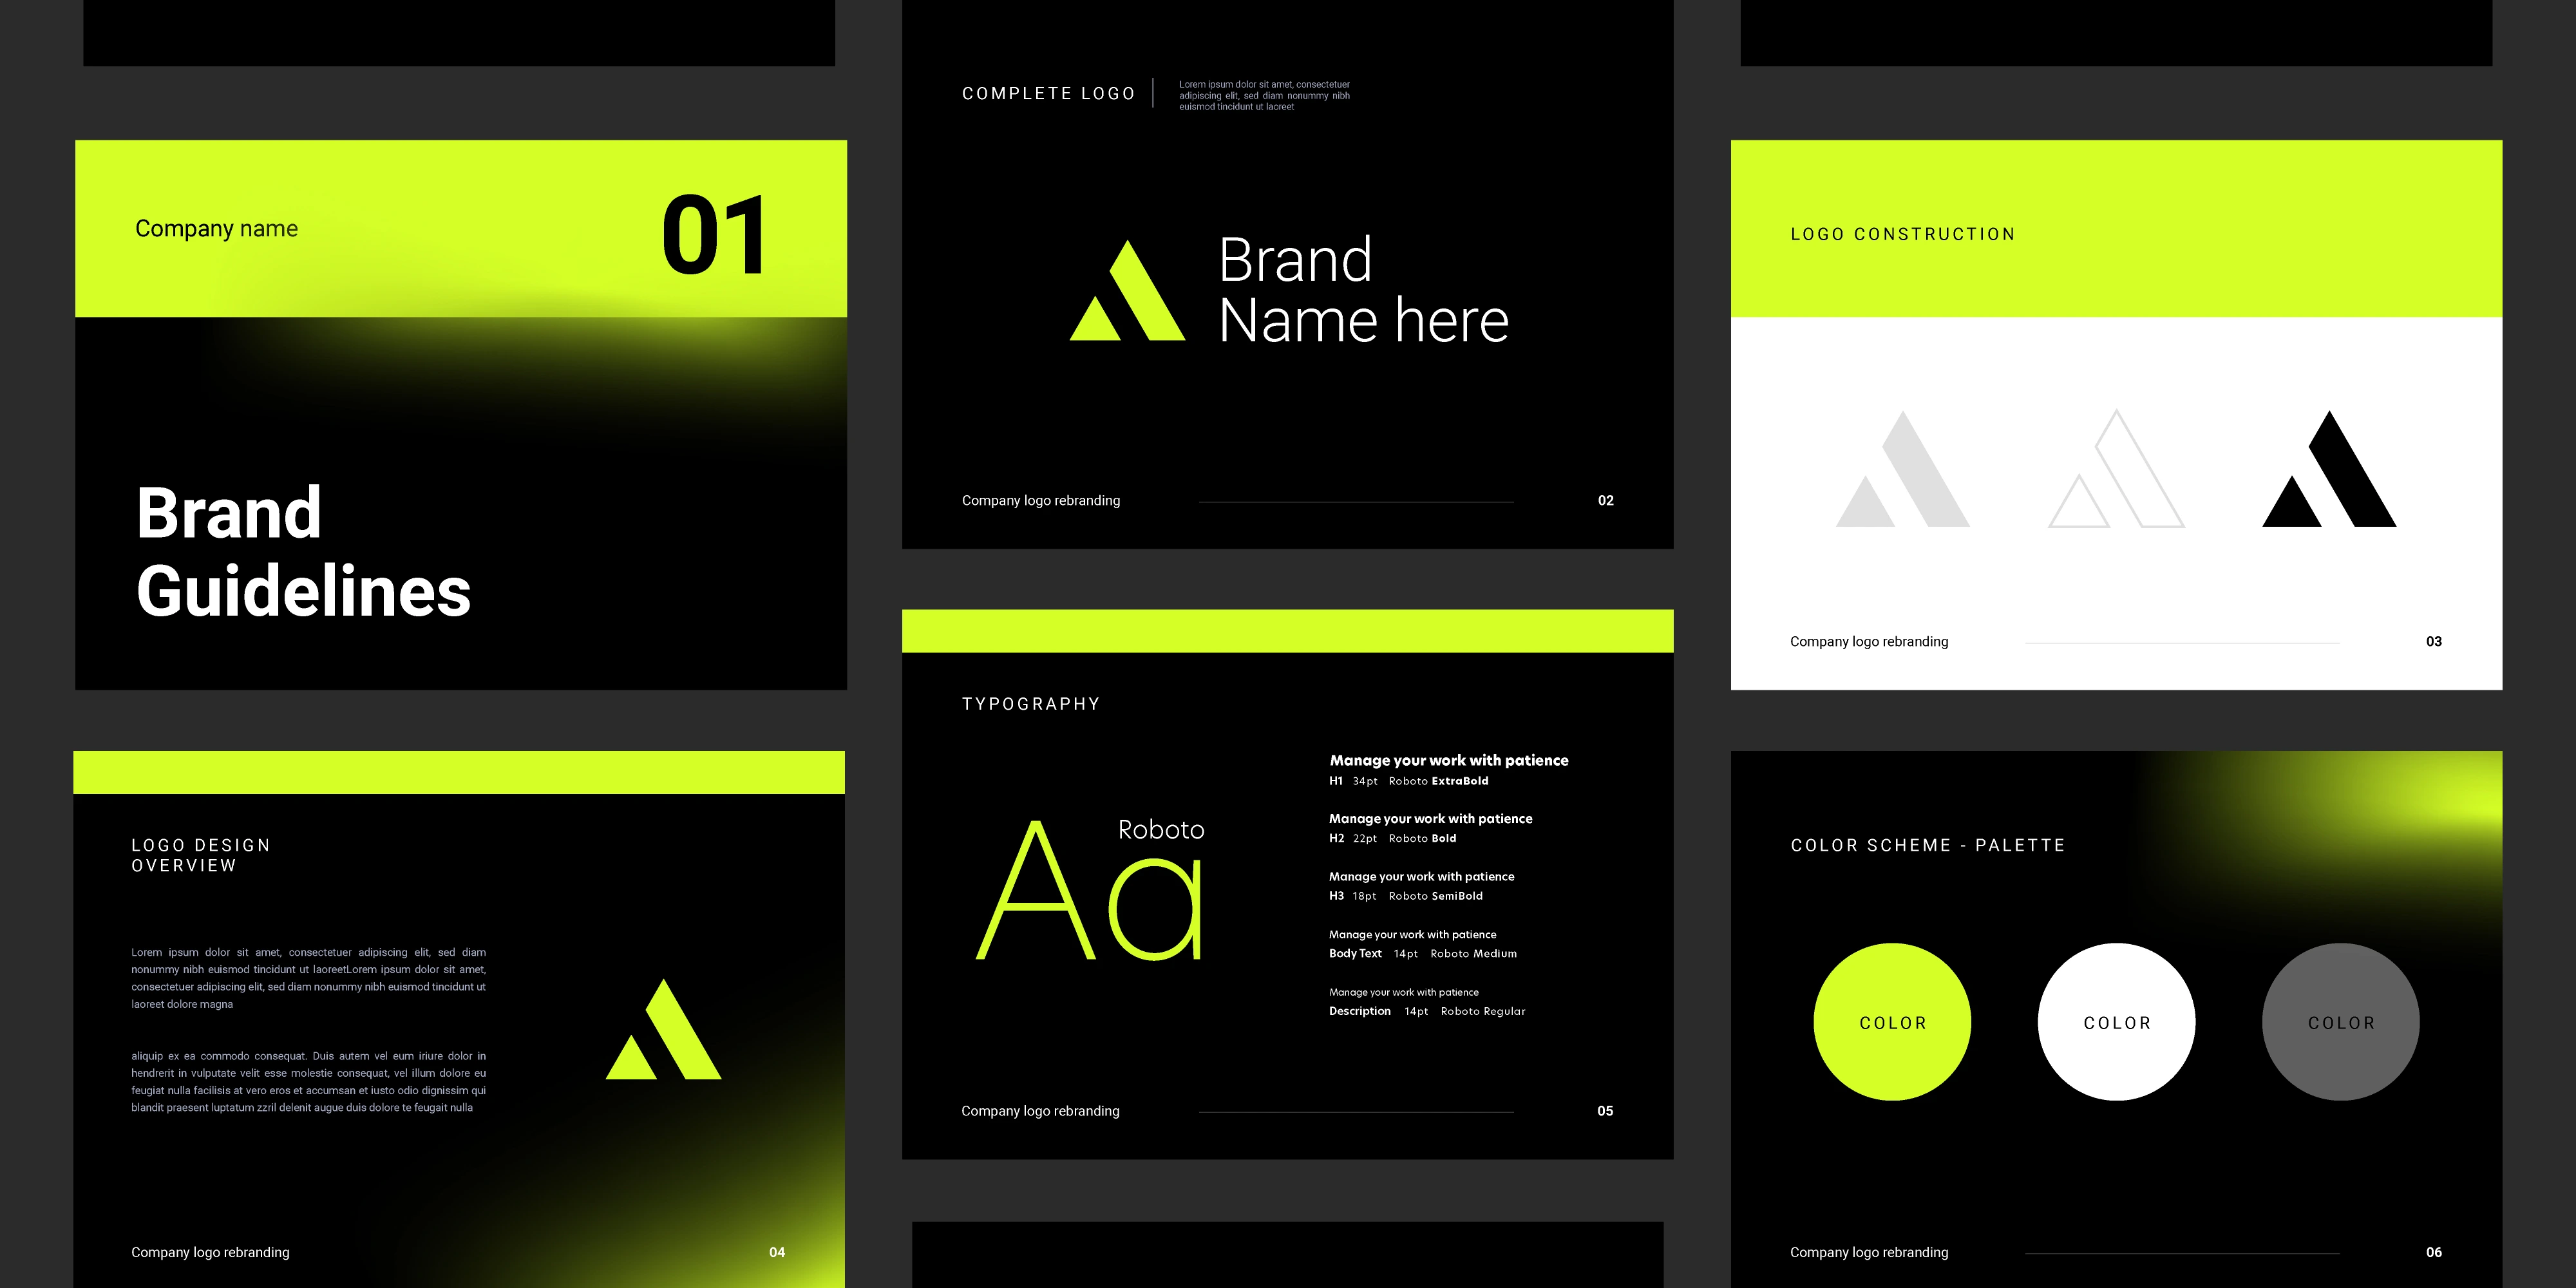 Company name
01
Brand
Guidelines
COMPLETE LOGO
Lorem ipsum dolor sit amet, consectetuer
adipiscing elit, sed diam nonummy nibh
euismod tincidunt ut laoreet
Brand
Name here
Company logo rebranding
02
LOGO CONSTRUCTION
Company logo rebranding
03
LOGO DESIGN
OVERVIEW
Lorem ipsum dolor sit amet, consectetuer adipiscing elit, sed diam
nonummy nibh euismod tincidunt ut laoreetLorem ipsum dolor sit amet,
consectetuer adipiscing elit, sed diam nonummy nibh euismod tincidunt ut
laoreet dolore magna
aliquip ex ea commodo consequat. Duis autem vel eum iriure dolor in
hendrerit in vulputate velit esse molestie consequat, vel illum dolore eu
feugiat nulla facilisis at vero eros et accumsan et iusto odio dignissim qui
blandit praesent luptatum zzril delenit augue duis dolore te feugait nulla
Company logo rebranding
04
TYPOGRAPHY
Roboto
Aa
Manage your work with patience
H1 34pt Roboto ExtraBold
Manage your work with patience
H2 22pt Roboto Bold
Manage your work with patience
H3 18pt Roboto SemiBold
Manage your work with patience
Body Text 14pt Roboto Medium
Manage your work with patience
Description 14pt Roboto Regular
Company logo rebranding
05
COLOR SCHEME - PALETTE
COLOR
COLOR
COLOR
Company logo rebranding
06